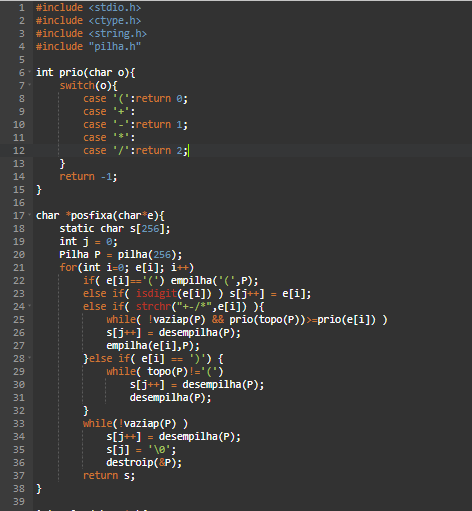 1 #include <stdio.h>
2 #include <ctype.h>
3 #include <string.h>
4 #include "pilha.h"
5
6 int prio(char o){
7 switch(o){
8 case '(':return 0;
9 case '+':
10 case '-':return 1;
11 case '*':
12 case '/':return 2;
13 }
14 return -1;
15 }
16
17 char *posfixa(char*e){
18 static char s[256];
19 int j = 0;
20 Pilha P = pilha(256);
21 for(int i=0; e[i]; i++)
22 if( e[i]=='(') empilha('(',P);
23 else if( isdigit(e[i]) ) s[j++] = e[i];
24 else if( strchr("+-/*",e[i]) ){
25 while( !vaziap(P) && prio(topo(P))>=prio(e[i]) )
26 s[j++] = desempilha(P);
27 empilha(e[i],P);
28 }else if( e[i] == ')') {
29 while( topo(P)!='(')
30 s[j++] = desempilha(P);
31 desempilha(P);
32 }
33 while(!vaziap(P) )
34 s[j++] = desempilha(P);
35 s[j] = '\0';
36 destroip(&P);
37 return s;
38 }
39